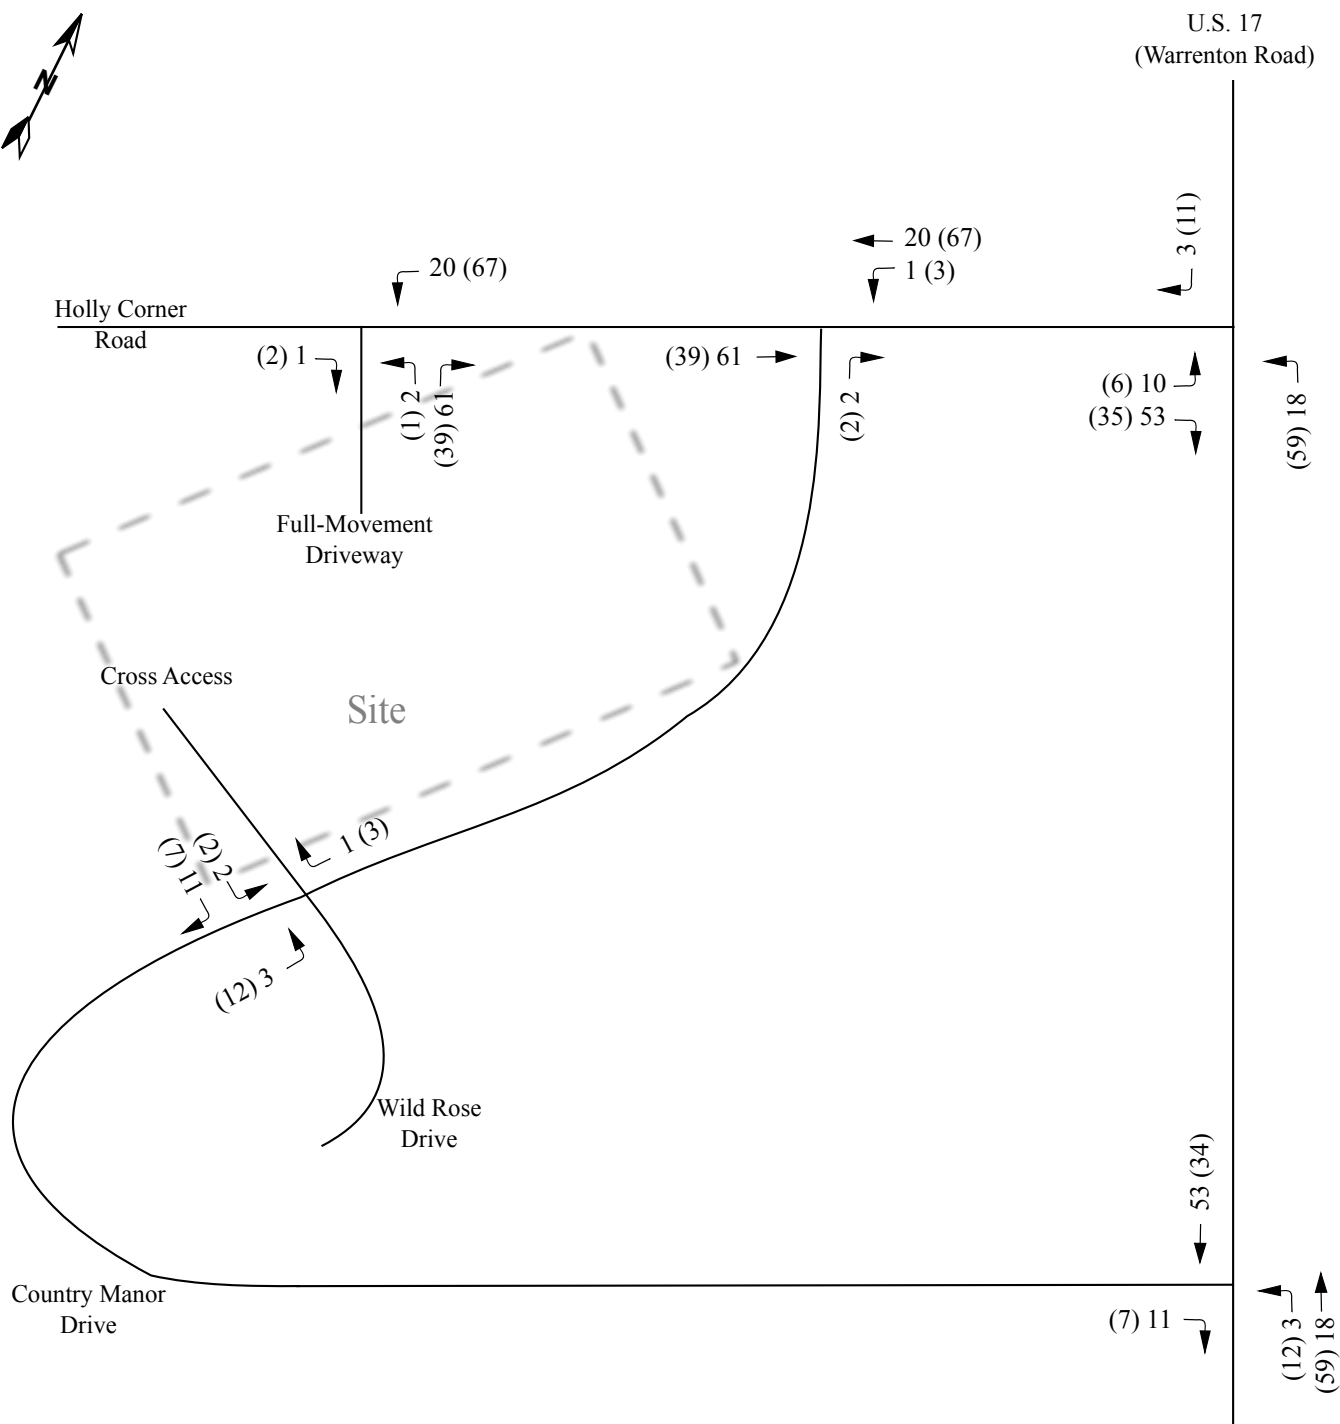 U.S. 17
(Warrenton Road)
N
3 (11)
20 (67)
1 (3)
20 (67)
Holly Corner
Road
(2) 1
(1) 2
(39) 61
(39) 61
(2) 2
(6) 10
(35) 53
(59) 18
Full-Movement
Driveway
Cross Access
Site
1 (3)
(2) 2
(7) 11
(12) 3
Wild Rose
Drive
53 (34)
Country Manor
Drive
(7) 11
(12) 3
(59) 18